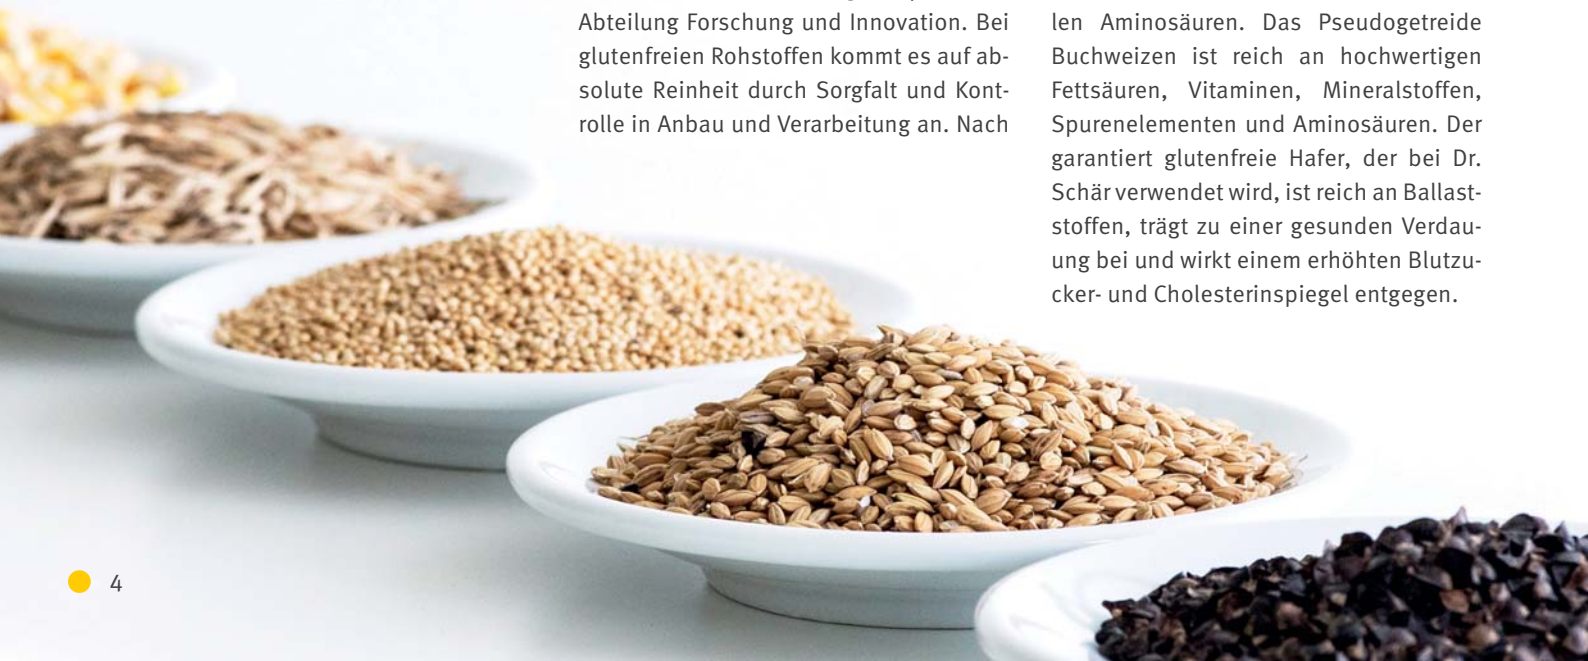 Abteilung Forschung und Innovation. Bei
glutenfreien Rohstoffen kommt es auf ab-
solute Reinheit durch Sorgfalt und Kont-
rolle in Anbau und Verarbeitung an. Nach
len Aminosäuren. Das Pseudogetreide
Buchweizen ist reich an hochwertigen
Fettsäuren, Vitaminen, Mineralstoffen,
Spurenelementen und Aminosäuren. Der
garantiert glutenfreie Hafer, der bei Dr.
Schär verwendet wird, ist reich an Ballast-
stoffen, trägt zu einer gesunden Verdau-
ung bei und wirkt einem erhöhten Blutzu-
cker- und Cholesterinspiegel entgegen.
4